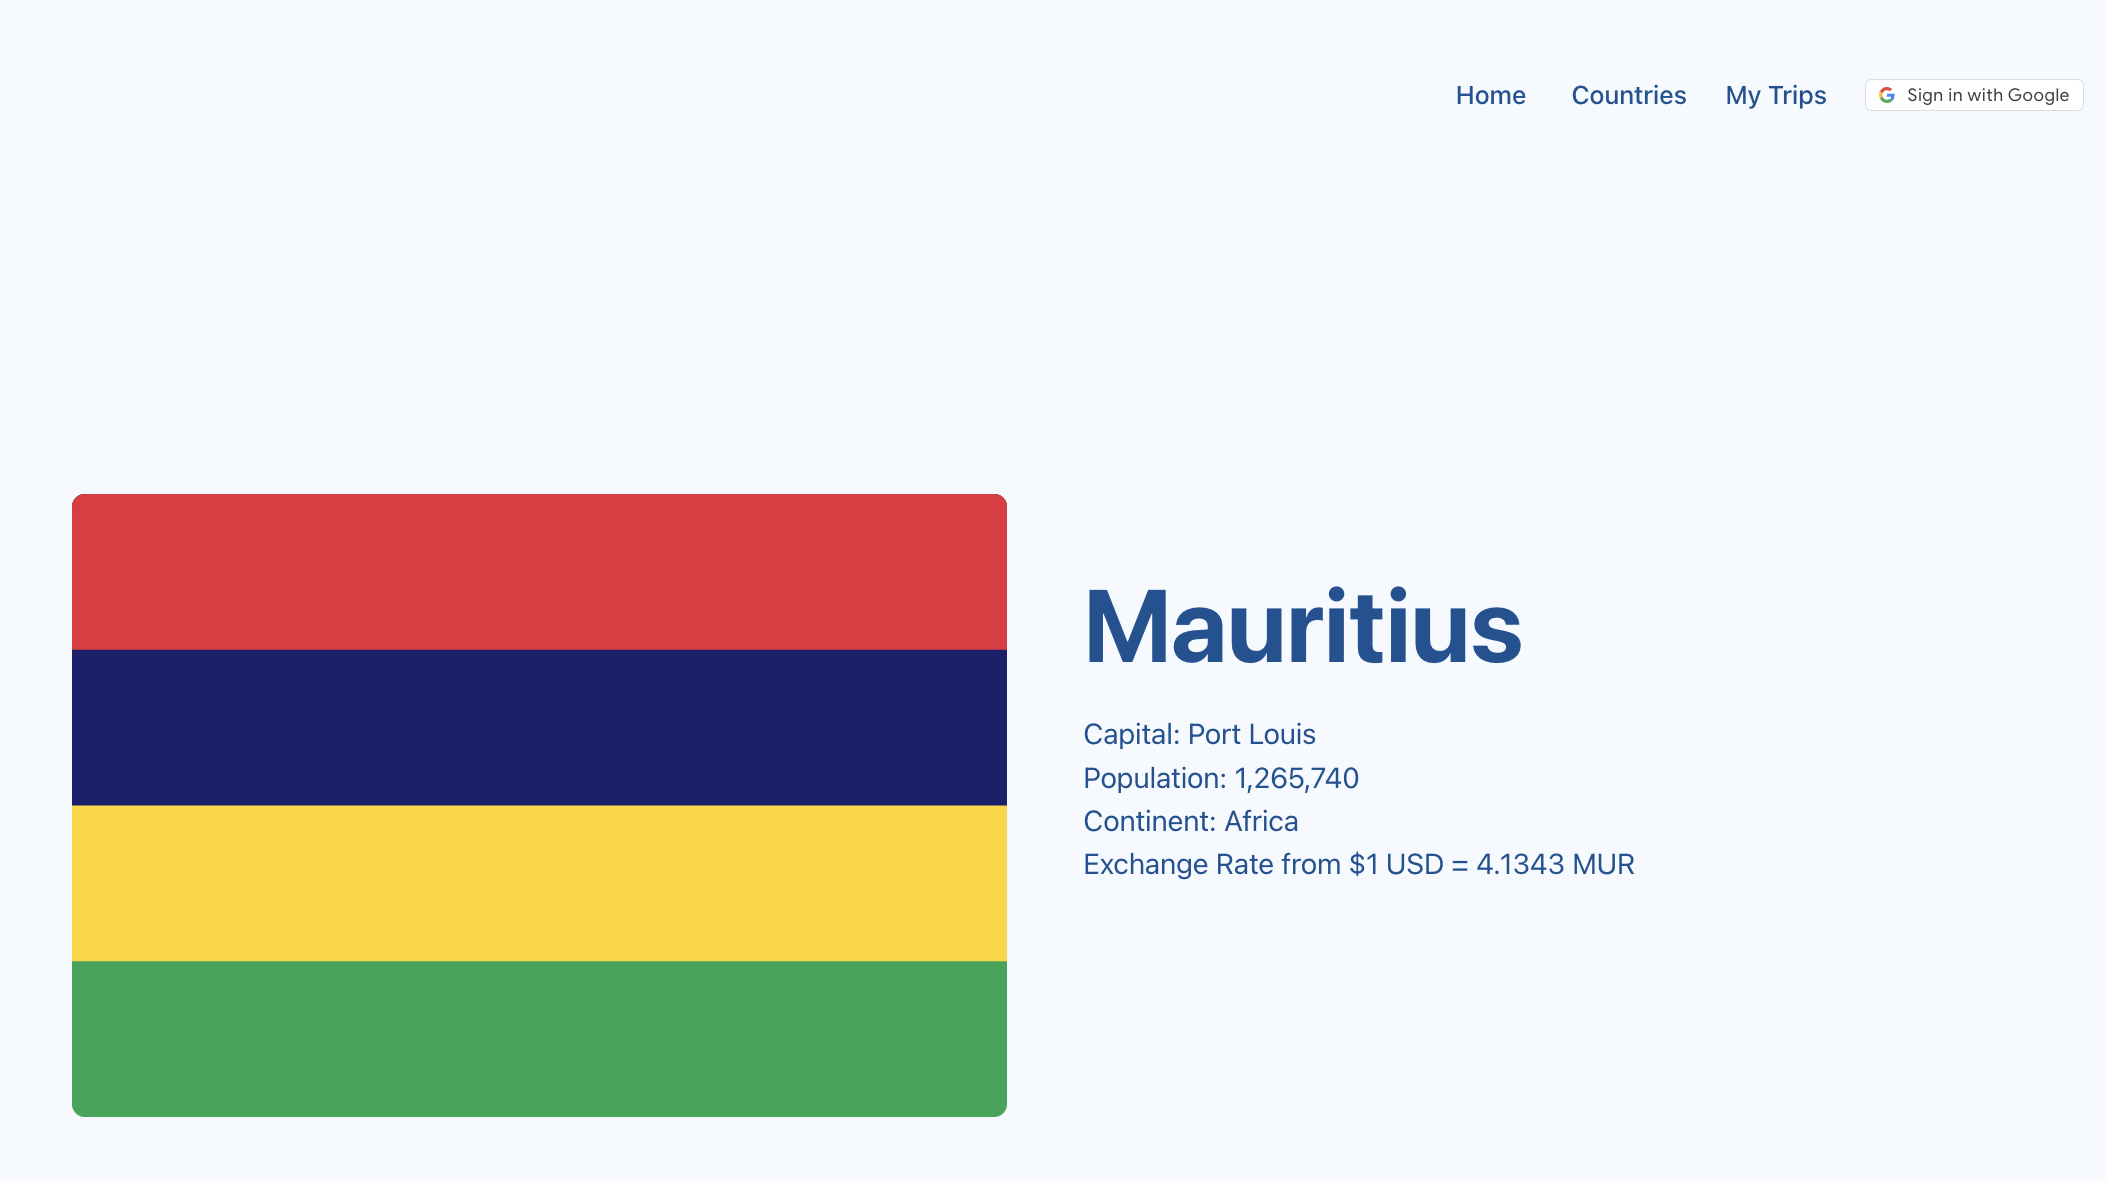 Home Countries My Trips Sign in with Google
Mauritius
Capital: Port Louis
Population: 1,265,740
Continent: Africa
Exchange Rate from $1 USD = 4.1343 MUR